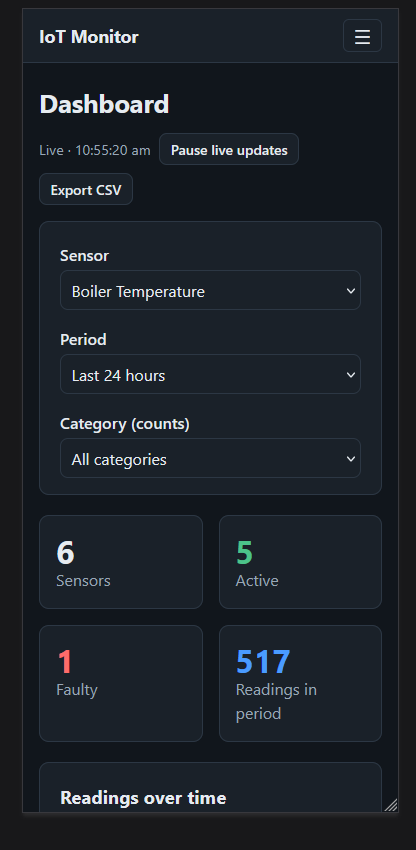 IoT Monitor
Dashboard
Live · 10:55:20 am
Pause live updates
Export CSV
Sensor
Boiler Temperature
Period
Last 24 hours
Category (counts)
All categories
6
Sensors
5
Active
1
Faulty
517
Readings in
period
Readings over time